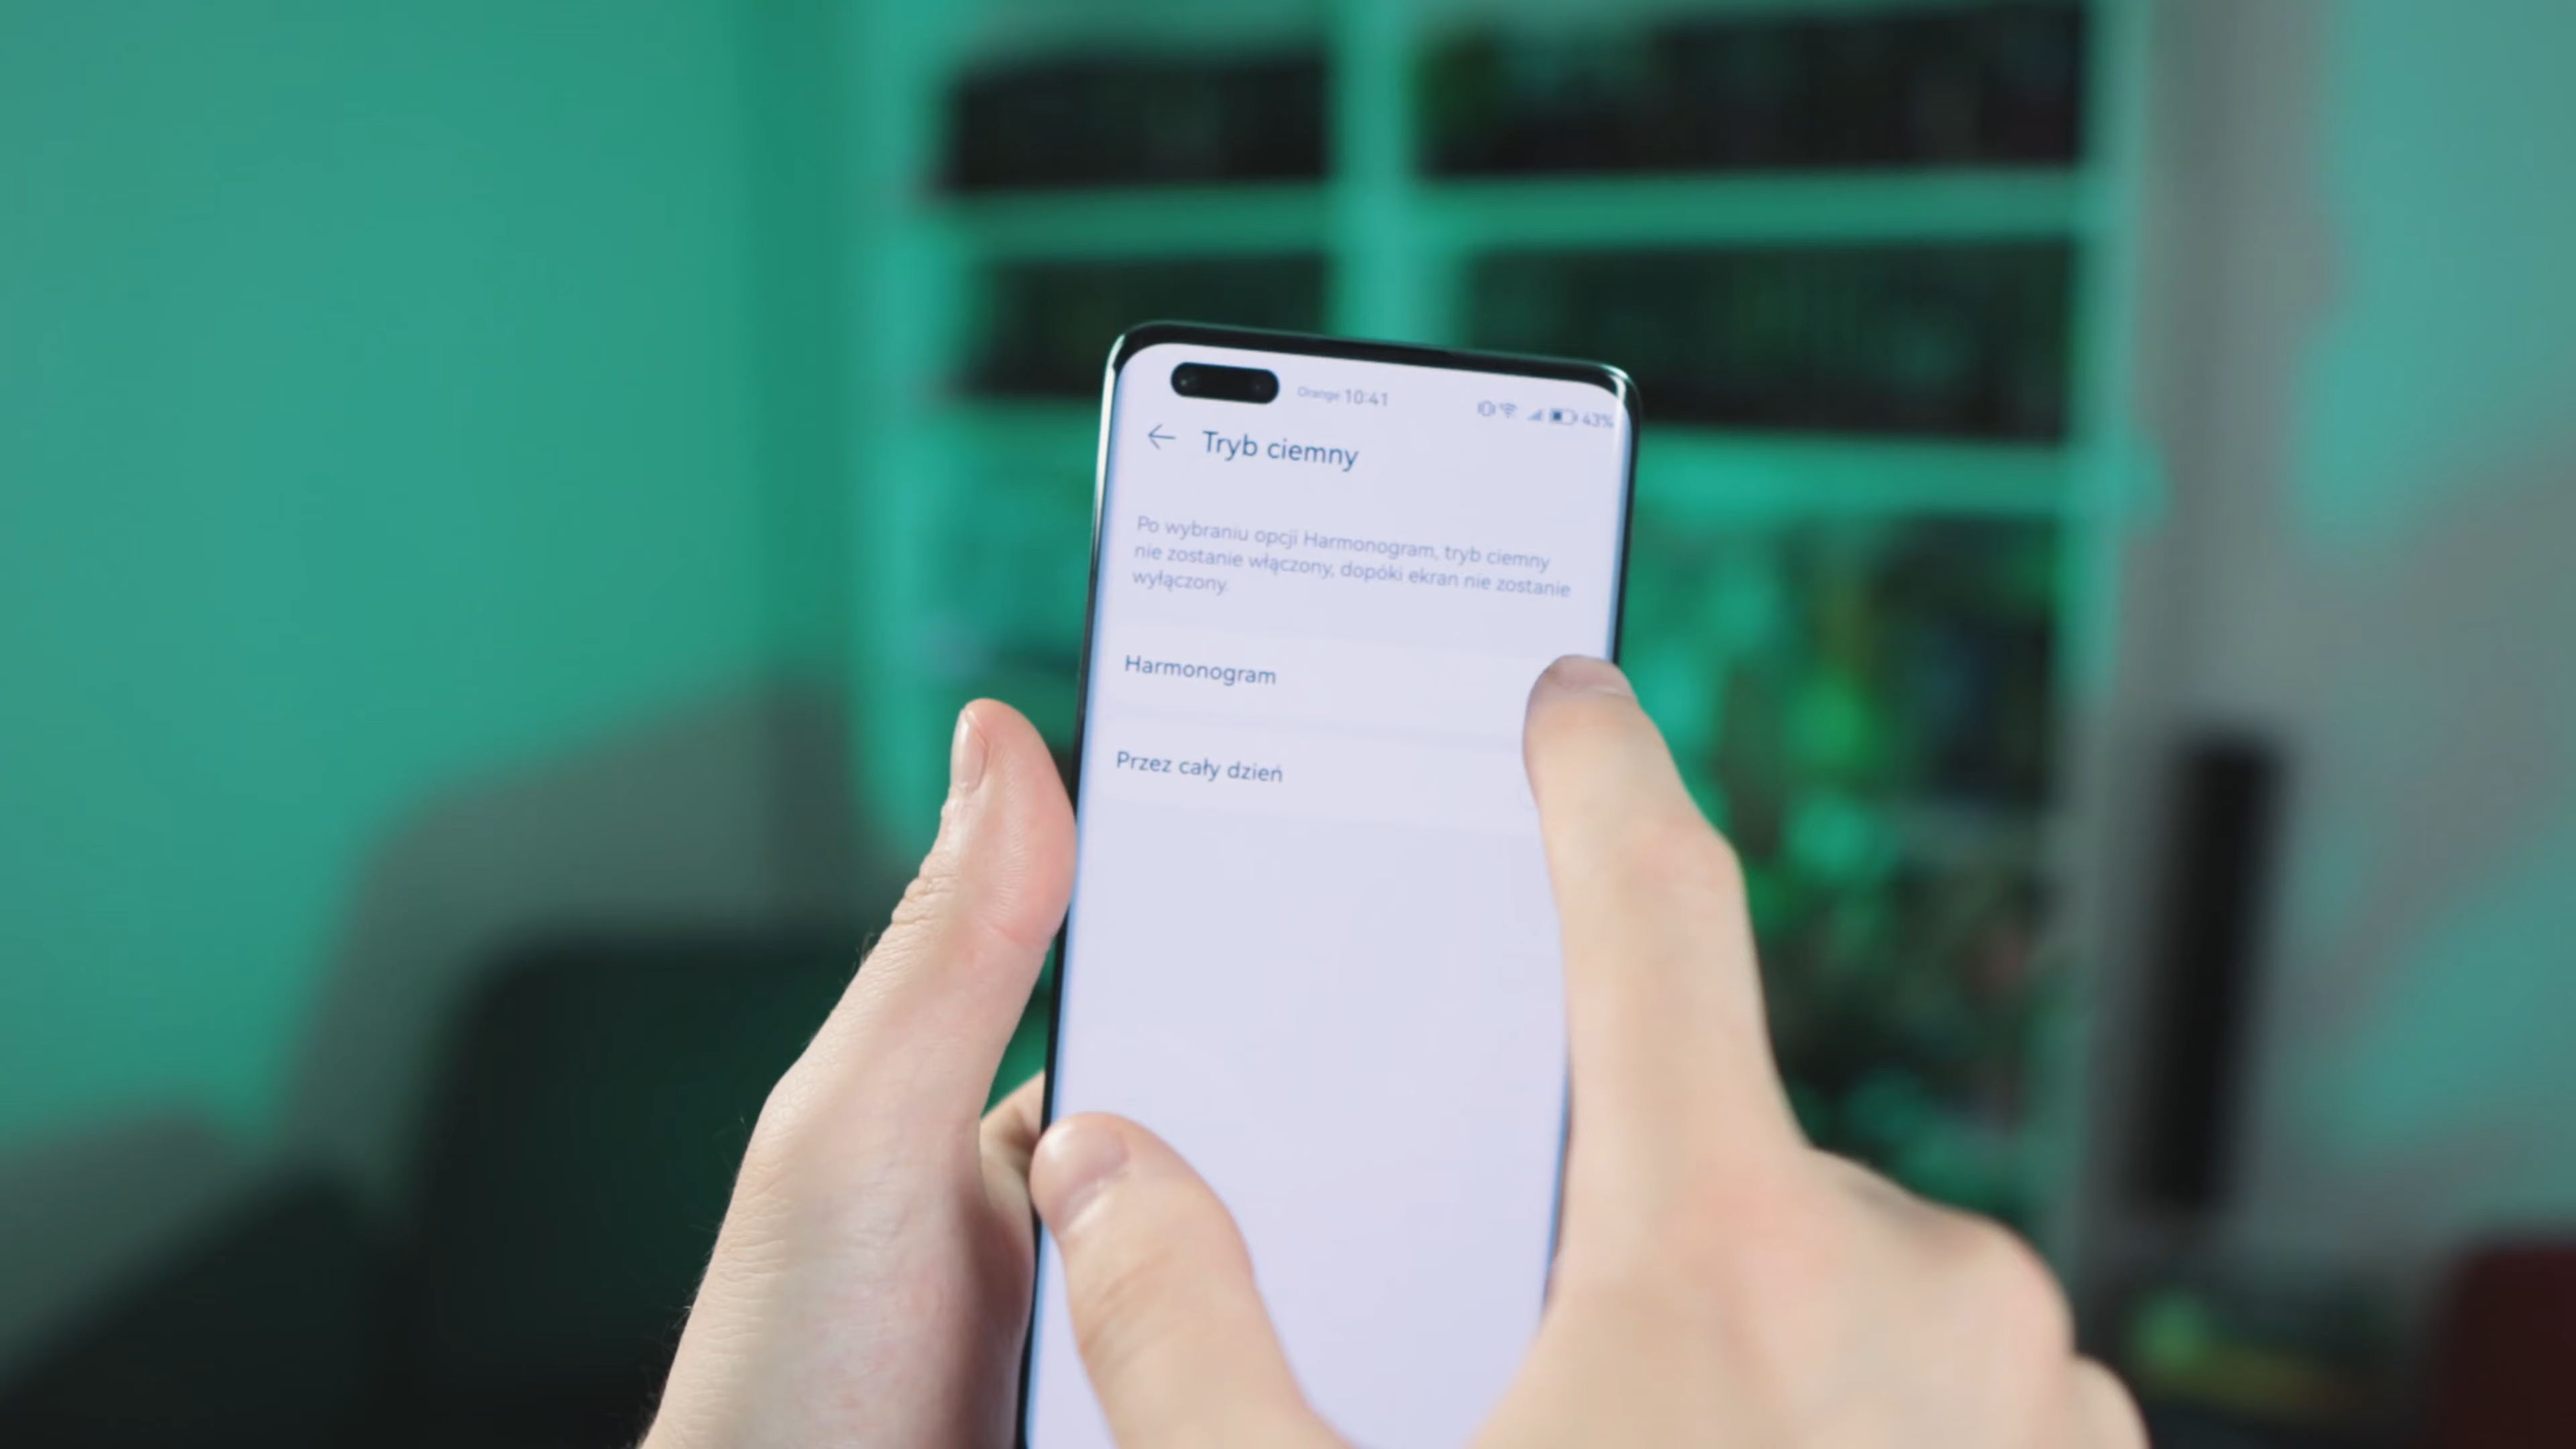 Orange 10:41 43%
Tryb ciemny
Po wybraniu opcji Harmonogram, tryb ciemny
nie zostanie włączony, dopóki ekran nie zostanie
wyłączony.
Harmonogram
Przez cały dzień